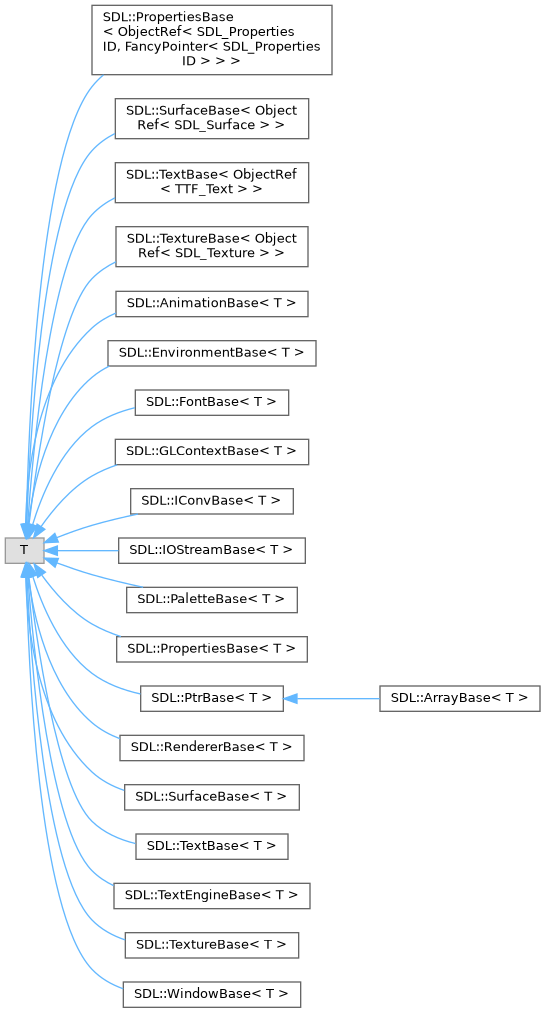 SDL::PropertiesBase
< ObjectRef< SDL_Properties
ID, FancyPointer< SDL_Properties
ID > > >
SDL::SurfaceBase< Object
Ref< SDL_Surface > >
SDL::TextBase< ObjectRef
< TTF_Text > >
SDL::TextureBase< Object
Ref< SDL_Texture > >
SDL::AnimationBase< T >
SDL::EnvironmentBase< T >
SDL::FontBase< T >
SDL::GLContextBase< T >
SDL::IConvBase< T >
T
SDL::IOStreamBase< T >
SDL::PaletteBase< T >
SDL::PropertiesBase< T >
SDL::PtrBase< T >
SDL::ArrayBase< T >
SDL::RendererBase< T >
SDL::SurfaceBase< T >
SDL::TextBase< T >
SDL::TextEngineBase< T >
SDL::TextureBase< T >
SDL::WindowBase< T >